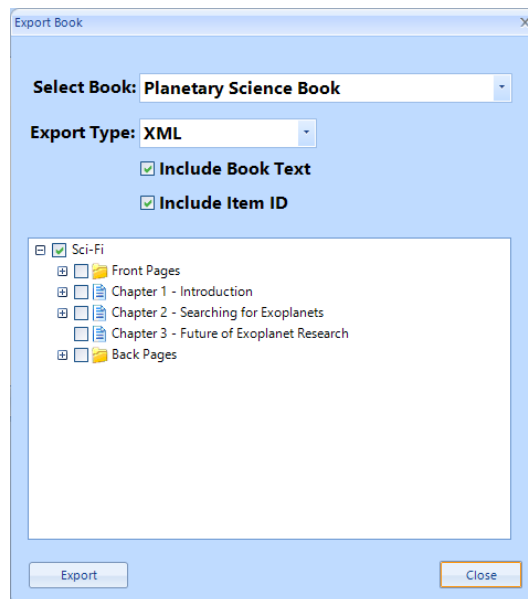 Export Book
Select Book: Planetary Science Book
Export Type: XML
Include Book Text
Include Item ID
Sci-Fi
Front Pages
Chapter 1 - Introduction
Chapter 2 - Searching for Exoplanets
Chapter 3 - Future of Exoplanet Research
Back Pages
Export Close